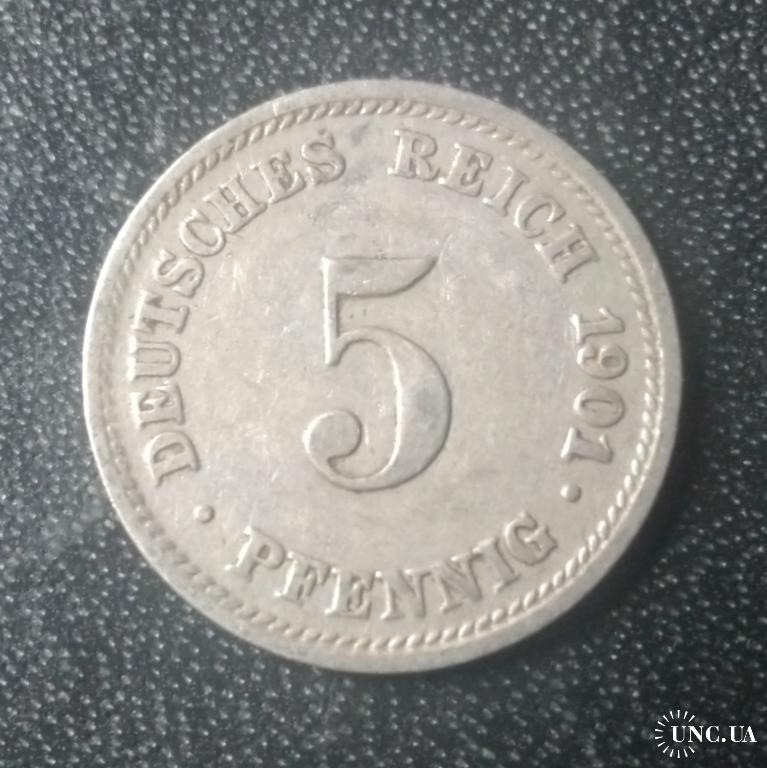 DEUTSCHES REICH 1901
5
· PFENNIG ·
UNC.UA